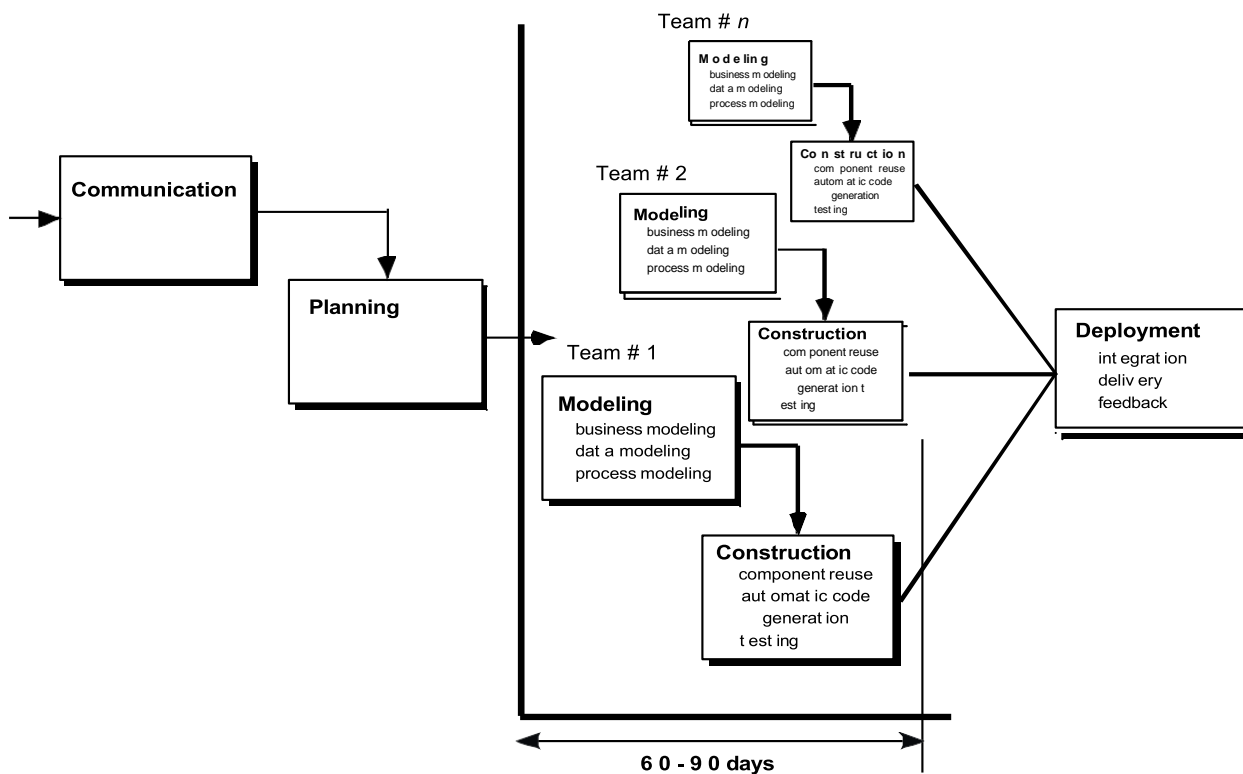 Team # n
Modeling
business modeling
data modeling
process modeling
Construction
component reuse
automatic code
generation
testing
Communication
Team # 2
Modeling
business modeling
data modeling
process modeling
Planning
Construction
component reuse
automatic code
generation t
esting
Team # 1
Modeling
business modeling
data modeling
process modeling
Construction
component reuse
automatic code
generation
testing
Deployment
integration
delivery
feedback
60-90 days